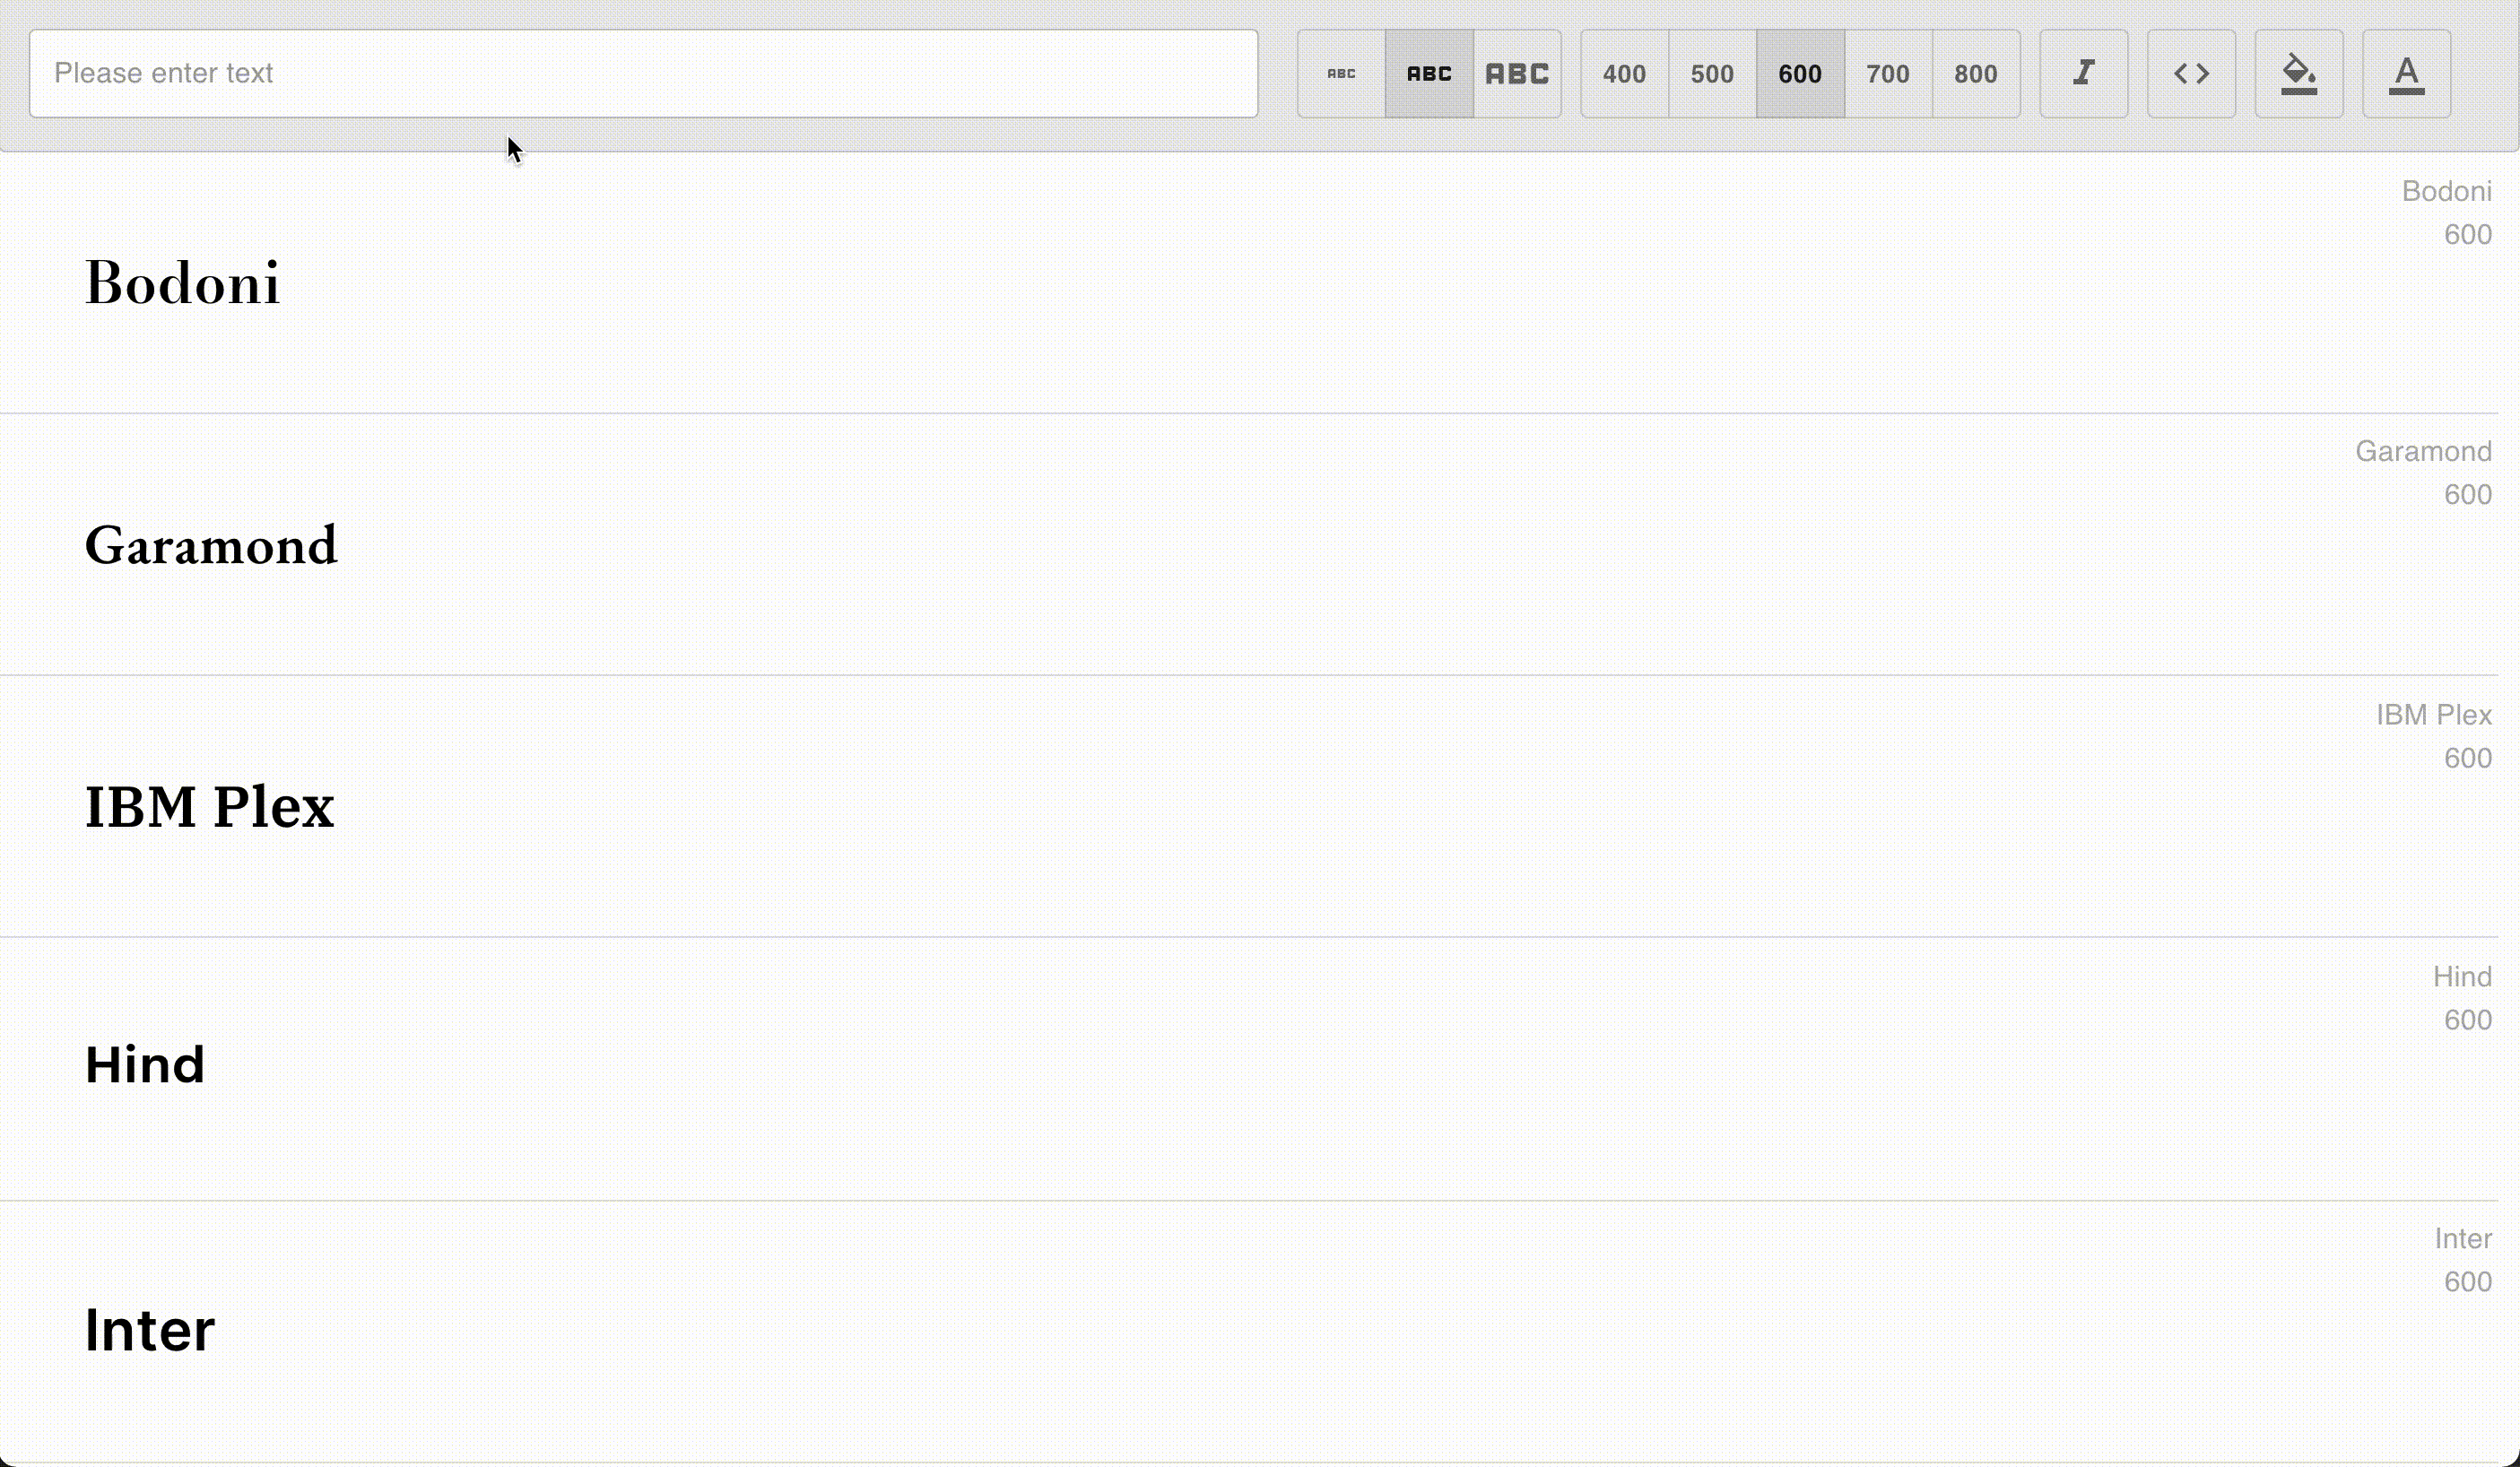 Please enter text
ABC ABC ABC 400 500 600 700 800 I <> A
Bodoni
600
Bodoni
Garamond
600
Garamond
IBM Plex
600
IBM Plex
Hind
600
Hind
Inter
600
Inter